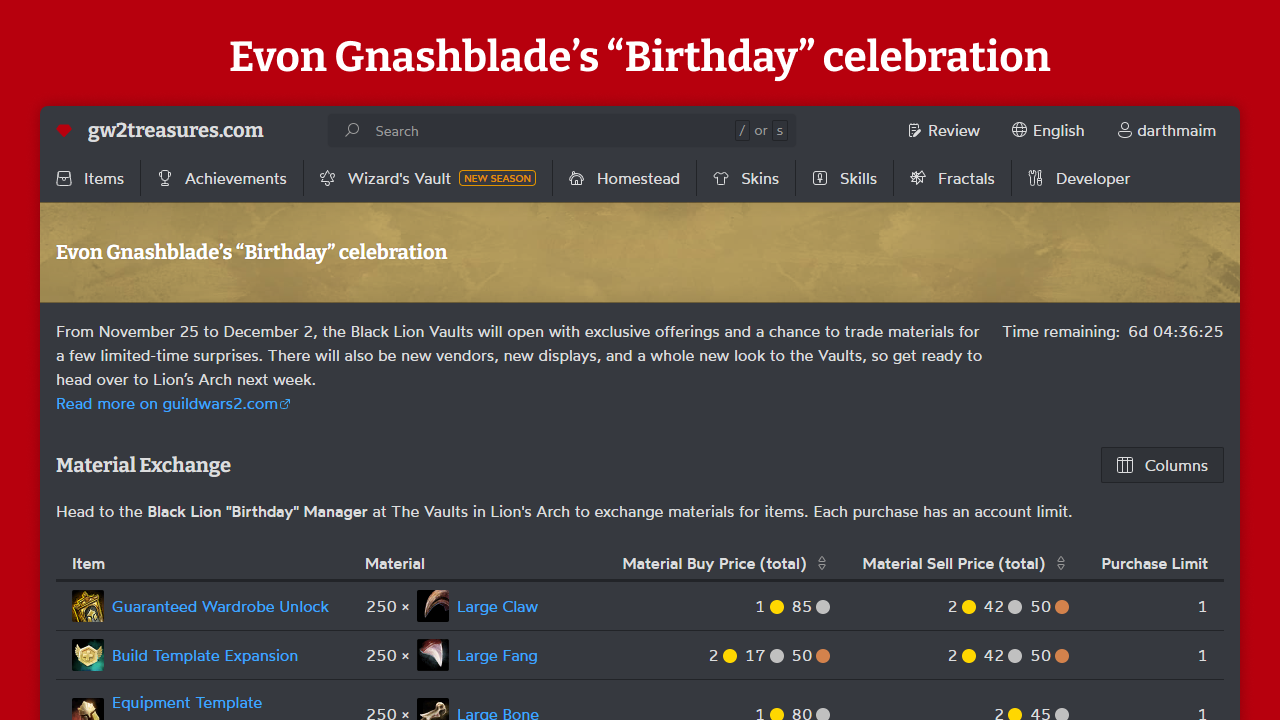 Evon Gnashblade’s “Birthday” celebration
gw2treasures.com
Search
/ or s
Review
English
darthmaim
Items
Achievements
Wizard's Vault NEW SEASON
Homestead
Skins
Skills
Fractals
Developer
Evon Gnashblade’s “Birthday” celebration
From November 25 to December 2, the Black Lion Vaults will open with exclusive offerings and a chance to trade materials for
a few limited-time surprises. There will also be new vendors, new displays, and a whole new look to the Vaults, so get ready to
head over to Lion’s Arch next week.
Read more on guildwars2.com
Time remaining: 6d 04:36:25
Material Exchange
Columns
Head to the Black Lion "Birthday" Manager at The Vaults in Lion's Arch to exchange materials for items. Each purchase has an account limit.
Item Material Material Buy Price (total) Material Sell Price (total) Purchase Limit
Guaranteed Wardrobe Unlock 250 × Large Claw 1 85 2 42 50 1
Build Template Expansion 250 × Large Fang 2 17 50 2 42 50 1
Equipment Template
250 × Large Bone 1 80 2 45 1